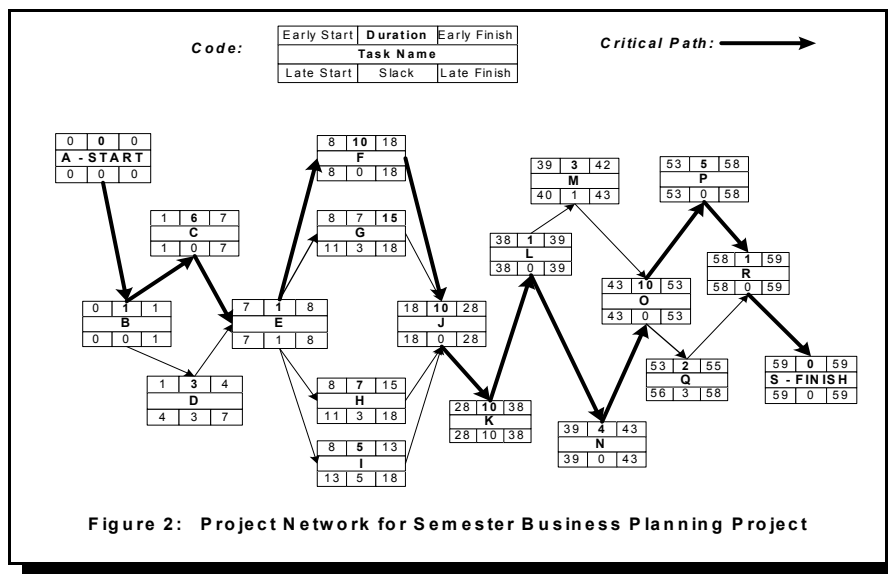 Code:
Early Start Duration Early Finish
Task Name
Late Start Slack Late Finish
Critical Path:
0 0 0
A - START
0 0 0
1 6 7
C
1 0 7
0 1 1
B
0 0 1
1 3 4
D
4 3 7
7 1 8
E
7 1 8
8 10 18
F
8 0 18
8 7 15
G
11 3 18
8 7 15
H
11 3 18
8 5 13
I
13 5 18
18 10 28
J
18 0 28
28 10 38
K
28 10 38
38 1 39
L
38 0 39
39 3 42
M
40 1 43
39 4 43
N
39 0 43
43 10 53
O
43 0 53
53 5 58
P
53 0 58
53 2 55
Q
56 3 58
58 1 59
R
58 0 59
59 0 59
S - FINISH
59 0 59
Figure 2: Project Network for Semester Business Planning Project